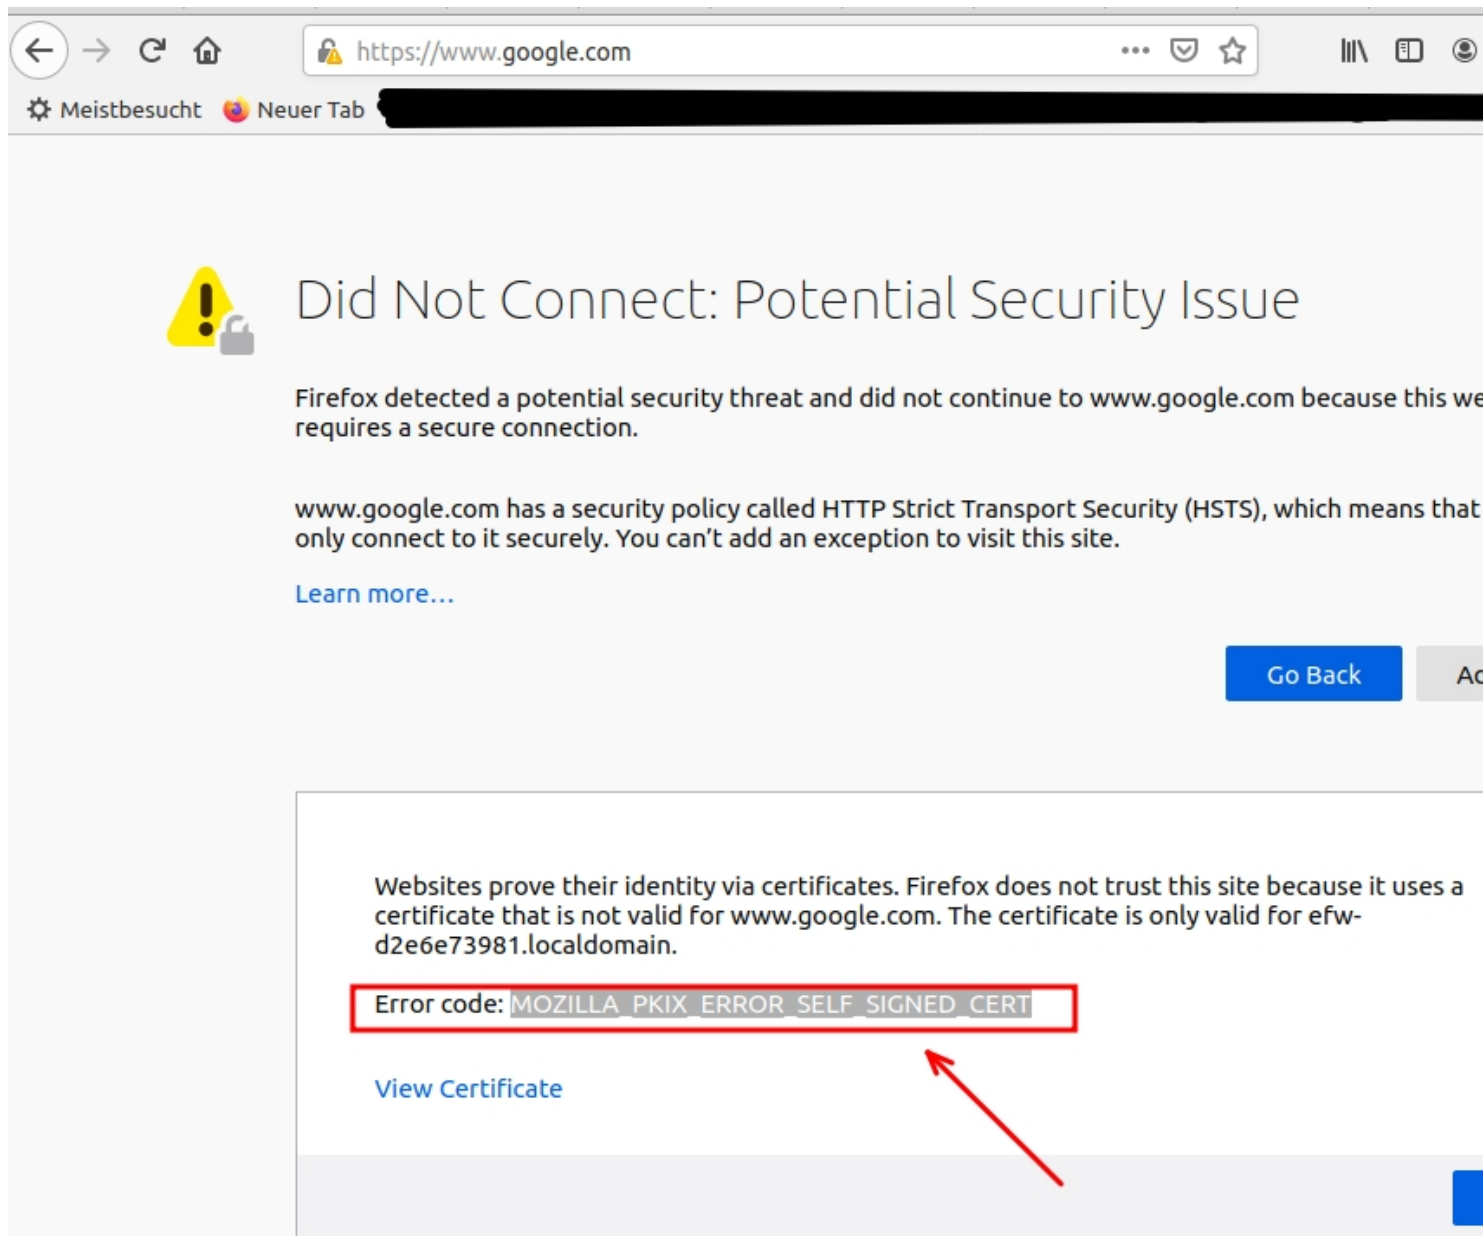 https://www.google.com
Meistbesucht Neuer Tab
Did Not Connect: Potential Security Issue
Firefox detected a potential security threat and did not continue to www.google.com because this we
requires a secure connection.
www.google.com has a security policy called HTTP Strict Transport Security (HSTS), which means that
only connect to it securely. You can’t add an exception to visit this site.
Learn more…
Go Back
Websites prove their identity via certificates. Firefox does not trust this site because it uses a
certificate that is not valid for www.google.com. The certificate is only valid for efw-
d2e6e73981.localdomain.
Error code: MOZILLA_PKIX_ERROR_SELF_SIGNED_CERT
View Certificate